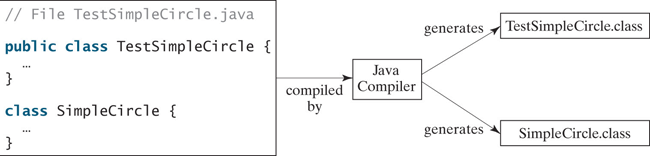 // File TestSimpleCircle.java
public class TestSimpleCircle {
…
}
class SimpleCircle {
…
}
compiled
by
Java
Compiler
generates
TestSimpleCircle.class
generates
SimpleCircle.class